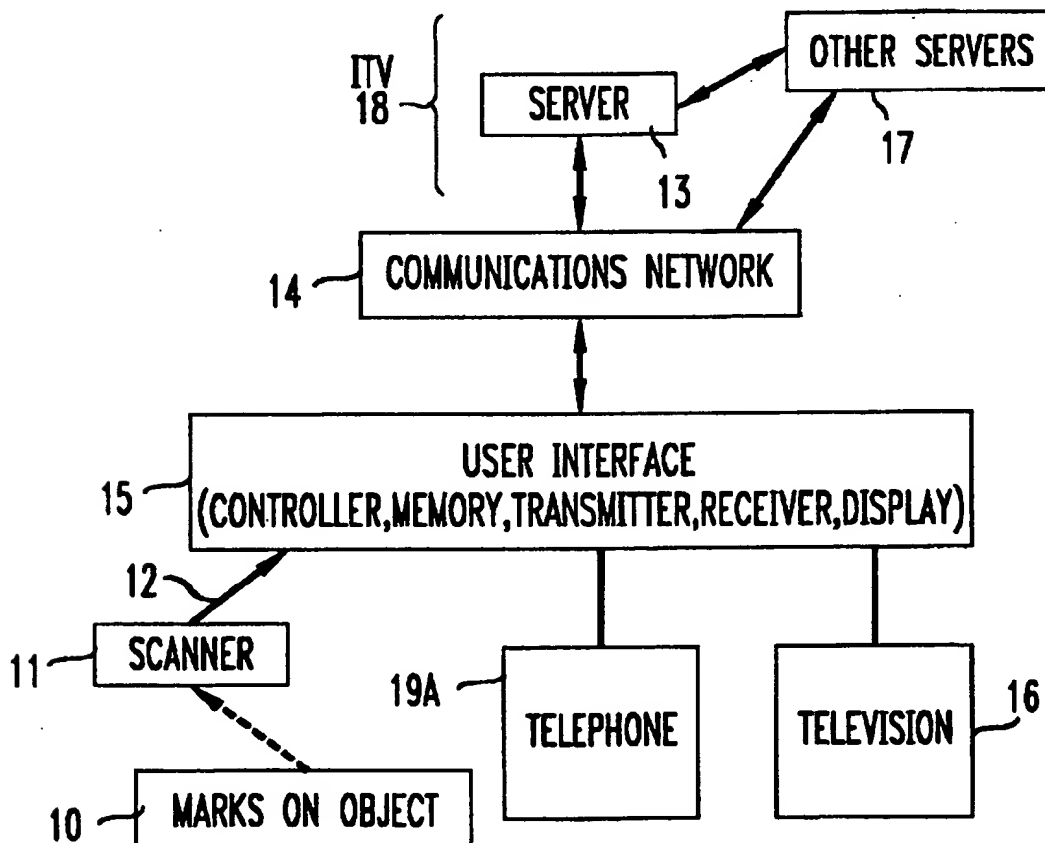 ITV
18
SERVER
13
OTHER SERVERS
17
14
COMMUNICATIONS NETWORK
15
USER INTERFACE
(CONTROLLER,MEMORY,TRANSMITTER,RECEIVER,DISPLAY)
12
11
SCANNER
19A
TELEPHONE
TELEVISION
16
10
MARKS ON OBJECT